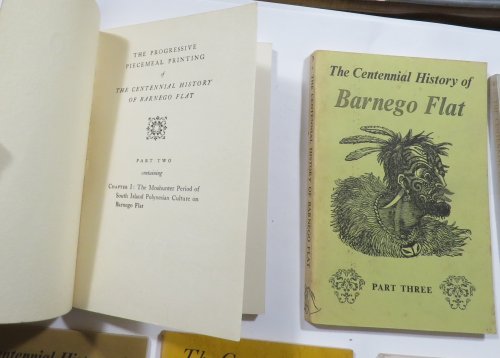 THE PROGRESSIVE
PIECEMEAL PRINTING
of
THE CENTENNIAL HISTORY
OF BARNEGO FLAT
PART TWO
containing
CHAPTER I: The Moahunter Period of
South Island Polynesian Culture on
Barnego Flat
THE CENTENNIAL HISTORY OF BARNEGO FLAT
The Centennial History of
Barnego Flat
PART THREE